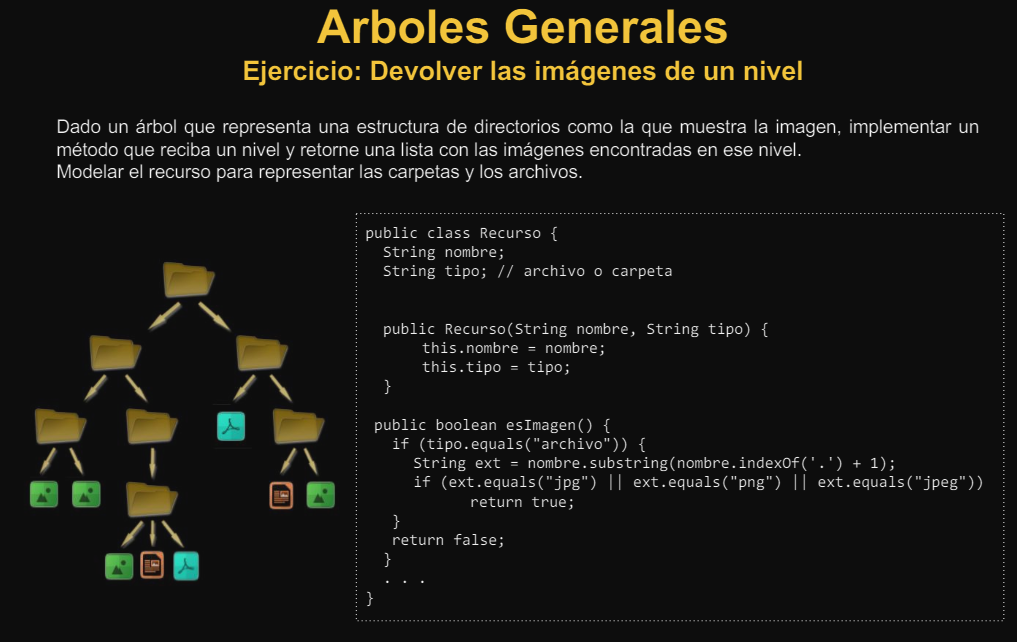 Arboles Generales
Ejercicio: Devolver las imágenes de un nivel
Dado un árbol que representa una estructura de directorios como la que muestra la imagen, implementar un
método que reciba un nivel y retorne una lista con las imágenes encontradas en ese nivel.
Modelar el recurso para representar las carpetas y los archivos.
public class Recurso {
String nombre;
String tipo; // archivo o carpeta
public Recurso(String nombre, String tipo) {
this.nombre = nombre;
this.tipo = tipo;
}
public boolean esImagen() {
if (tipo.equals("archivo")) {
String ext = nombre.substring(nombre.indexOf('.') + 1);
if (ext.equals("jpg") || ext.equals("png") || ext.equals("jpeg"))
return true;
}
return false;
}
. . .
}